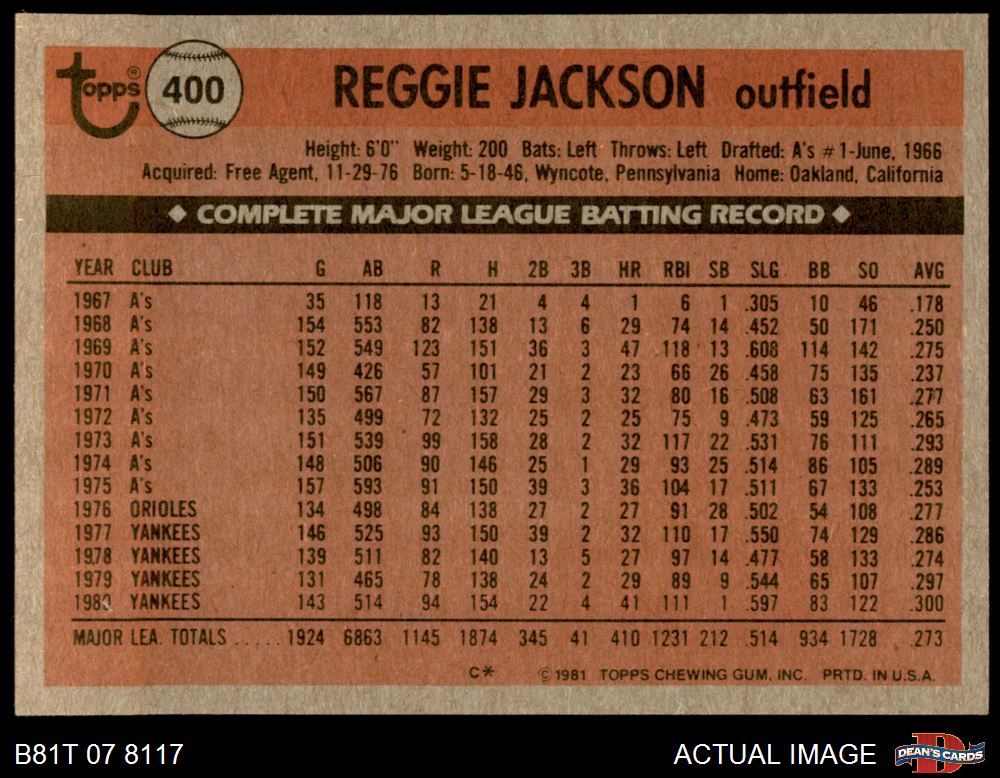 topps® 400 REGGIE JACKSON outfield
Height: 6'0" Weight: 200 Bats: Left Throws: Left Drafted: A's #1-June, 1966
Acquired: Free Agent, 11-29-76 Born: 5-18-46, Wyncote, Pennsylvania Home: Oakland, California
◆ COMPLETE MAJOR LEAGUE BATTING RECORD ◆
YEAR CLUB G AB R H 2B 3B HR RBI SB SLG BB SO AVG
1967 A's 35 118 13 21 4 4 1 6 1 .305 10 46 .178
1968 A's 154 553 82 138 13 6 29 74 14 .452 50 171 .250
1969 A's 152 549 123 151 36 3 47 118 13 .608 114 142 .275
1970 A's 149 426 57 101 21 2 23 66 26 .458 75 135 .237
1971 A's 150 567 87 157 29 3 32 80 16 .508 63 161 .277
1972 A's 135 499 72 132 25 2 25 75 9 .473 59 125 .265
1973 A's 151 539 99 158 28 2 32 117 22 .531 76 111 .293
1974 A's 148 506 90 146 25 1 29 93 25 .514 86 105 .289
1975 A's 157 593 91 150 39 3 36 104 17 .511 67 133 .253
1976 ORIOLES 134 498 84 138 27 2 27 91 28 .502 54 108 .277
1977 YANKEES 146 525 93 150 39 2 32 110 17 .550 74 129 .286
1978 YANKEES 139 511 82 140 13 5 27 97 14 .477 58 133 .274
1979 YANKEES 131 465 78 138 24 2 29 89 9 .544 65 107 .297
1980 YANKEES 143 514 94 154 22 4 41 111 1 .597 83 122 .300
MAJOR LEA. TOTALS ..... 1924 6863 1145 1874 345 41 410 1231 212 .514 934 1728 .273
C* ©1981 TOPPS CHEWING GUM, INC. PRTD. IN U.S.A.
B81T 07 8117 ACTUAL IMAGE DEAN'S CARDS